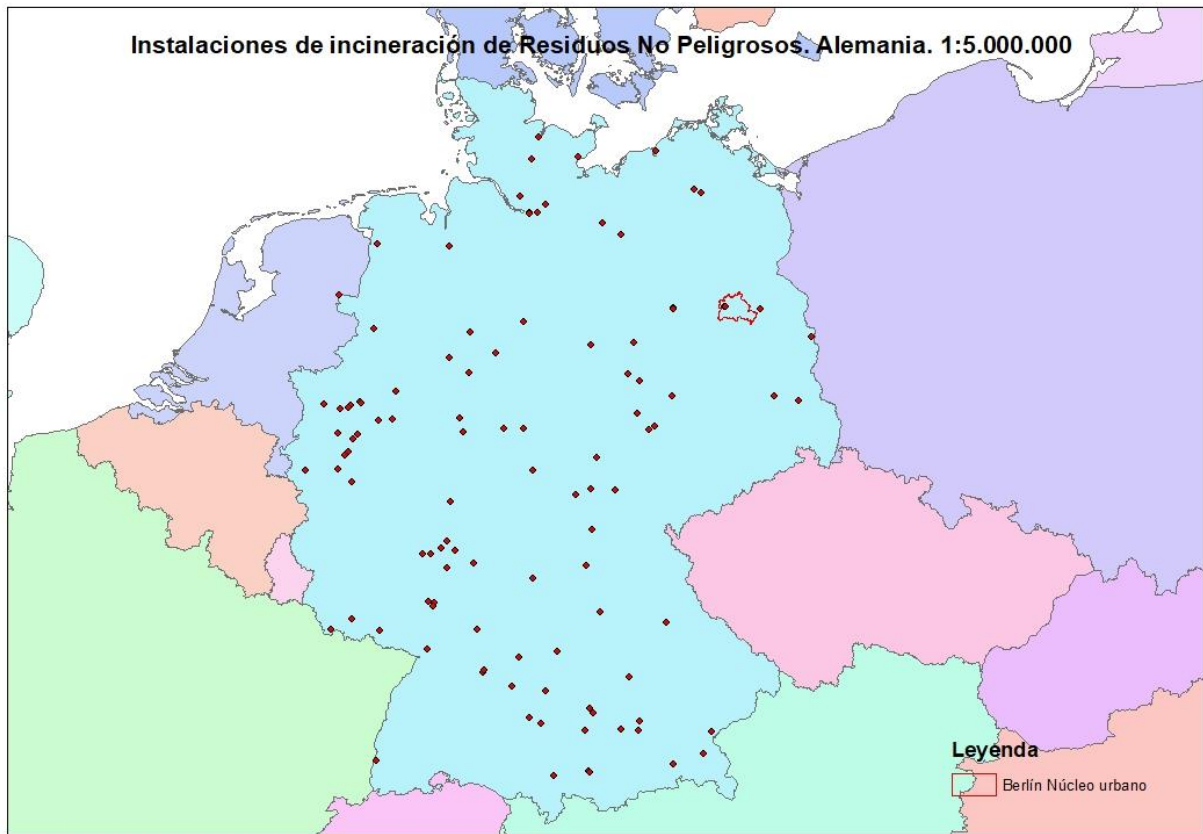 Instalaciones de incineración de Residuos No Peligrosos. Alemania. 1:5.000.000
Leyenda
Berlín Núcleo urbano